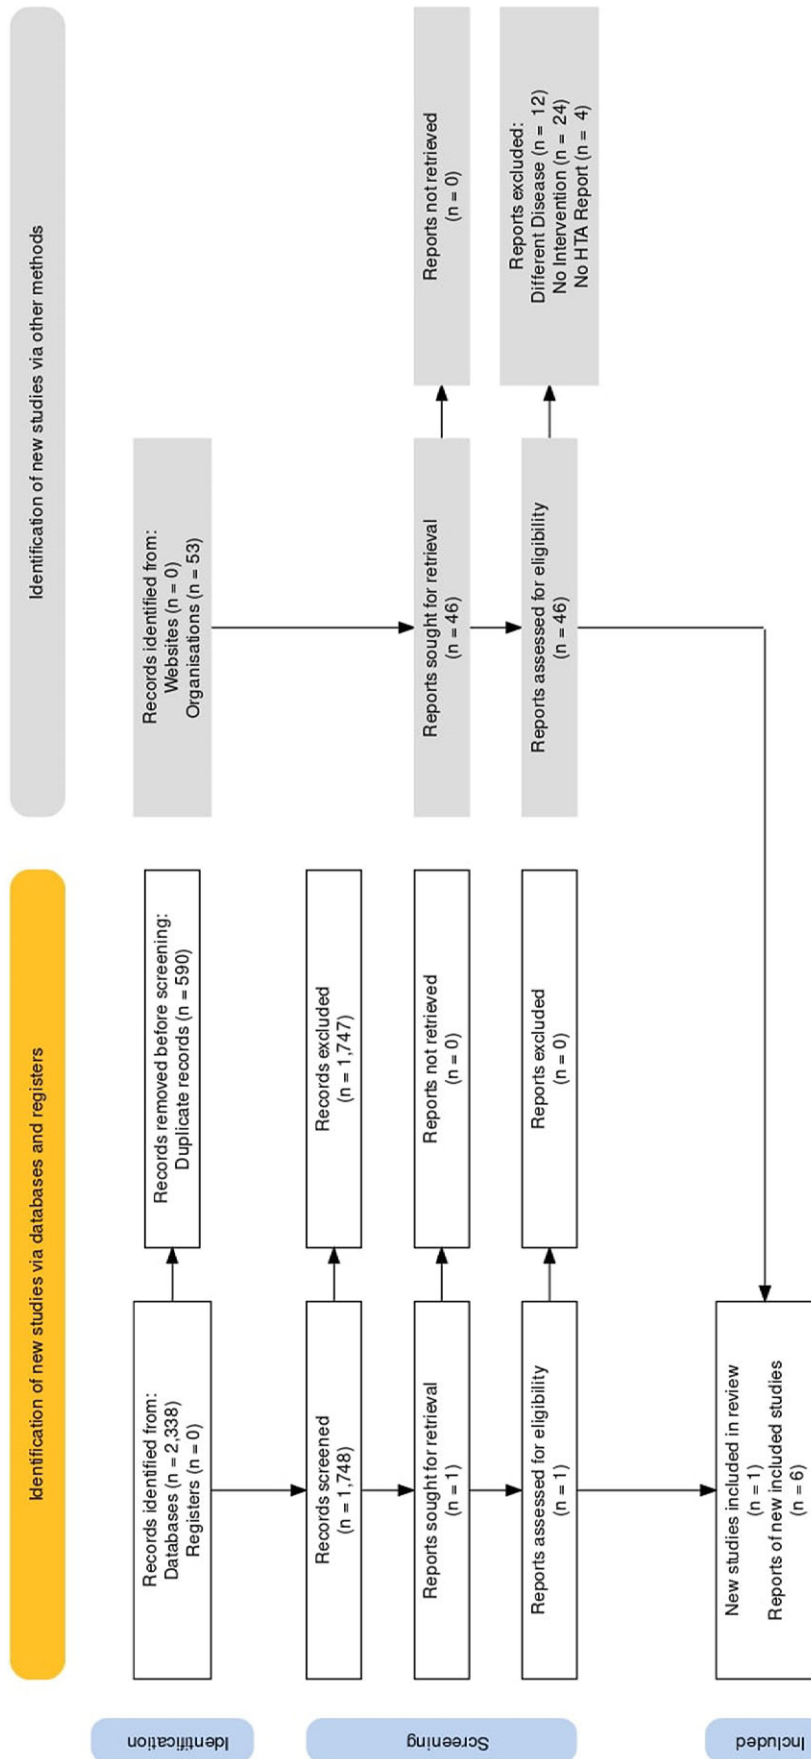 Identification of new studies via databases and registers
Identification of new studies via other methods
Identification
Records identified from:
Databases (n = 2,338)
Registers (n = 0)
Records removed before screening:
Duplicate records (n = 590)
Records identified from:
Websites (n = 0)
Organisations (n = 53)
Screening
Records screened
(n = 1,748)
Records excluded
(n = 1,747)
Reports sought for retrieval
(n = 1)
Reports not retrieved
(n = 0)
Reports sought for retrieval
(n = 46)
Reports not retrieved
(n = 0)
Reports assessed for eligibility
(n = 1)
Reports excluded
(n = 0)
Reports assessed for eligibility
(n = 46)
Reports excluded:
Different Disease (n = 12)
No Intervention (n = 24)
No HTA Report (n = 4)
Included
New studies included in review
(n = 1)
Reports of new included studies
(n = 6)